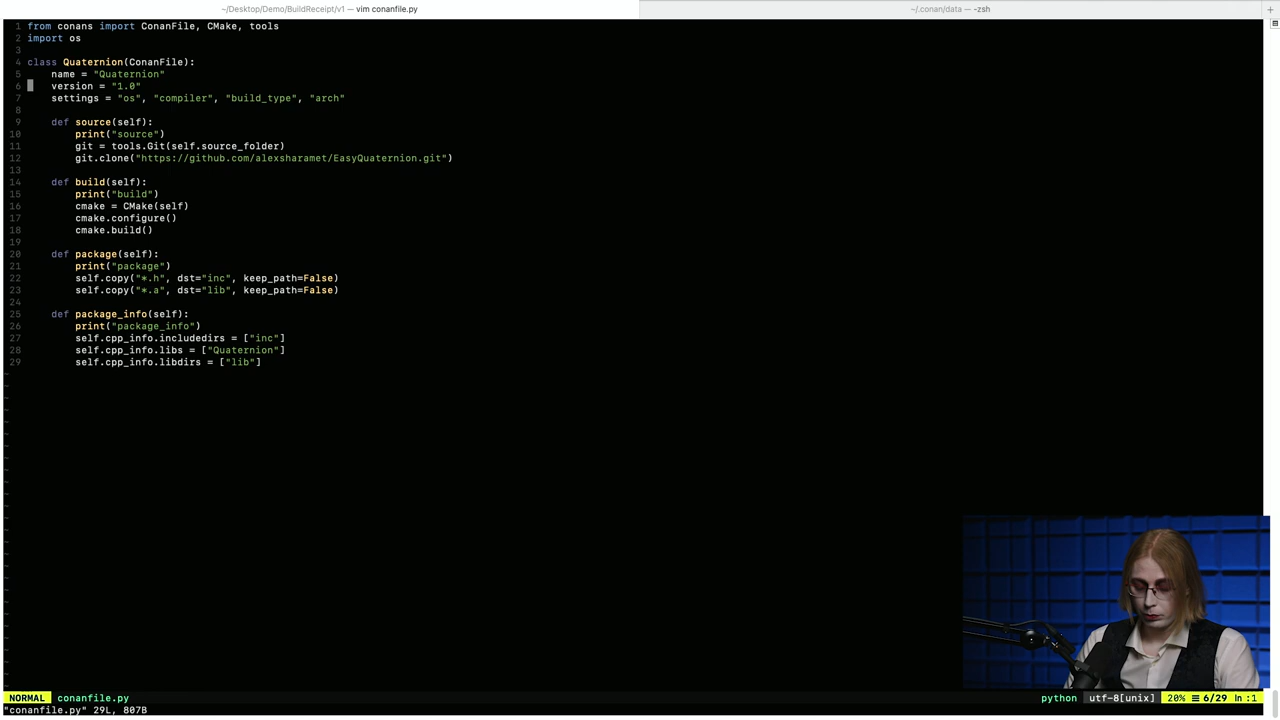 ~/Desktop/Demo/BuildReceipt/v1 — vim conanfile.py
~/.conan/data — -zsh
1 from conans import ConanFile, CMake, tools
2 import os
3
4 class Quaternion(ConanFile):
5     name = "Quaternion"
6     version = "1.0"
7     settings = "os", "compiler", "build_type", "arch"
8
9     def source(self):
10         print("source")
11         git = tools.Git(self.source_folder)
12         git.clone("https://github.com/alexsharamet/EasyQuaternion.git")
13
14     def build(self):
15         print("build")
16         cmake = CMake(self)
17         cmake.configure()
18         cmake.build()
19
20     def package(self):
21         print("package")
22         self.copy("*.h", dst="inc", keep_path=False)
23         self.copy("*.a", dst="lib", keep_path=False)
24
25     def package_info(self):
26         print("package_info")
27         self.cpp_info.includedirs = ["inc"]
28         self.cpp_info.libs = ["Quaternion"]
29         self.cpp_info.libdirs = ["lib"]
NORMAL conanfile.py python utf-8[unix] 20% ☰ 6/29 ln :1
"conanfile.py" 29L, 807B